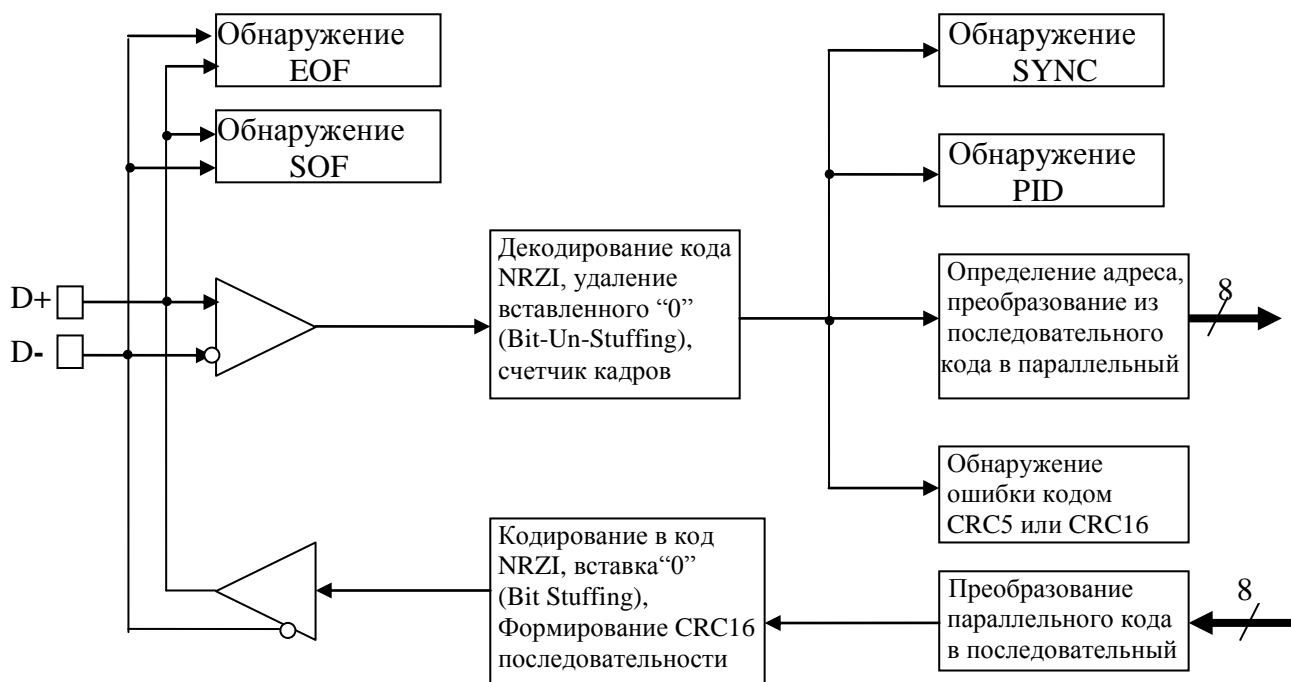 Обнаружение
EOF
Обнаружение
SOF
Обнаружение
SYNC
Обнаружение
PID
D+
D-
Декодирование кода
NRZI, удаление
вставленного “0”
(Bit-Un-Stuffing),
счетчик кадров
Определение адреса,
преобразование из
последовательного
кода в параллельный
8
Обнаружение
ошибки кодом
CRC5 или CRC16
Кодирование в код
NRZI, вставка“0”
(Bit Stuffing),
Формирование CRC16
последовательности
Преобразование
параллельного кода
в последовательный
8